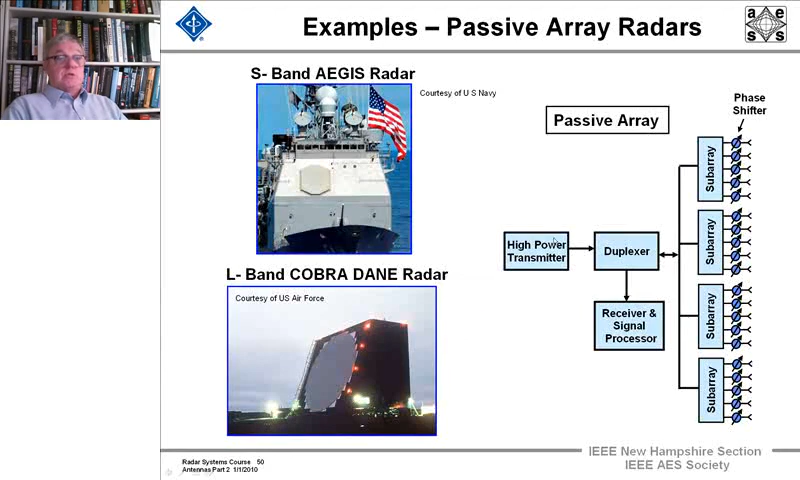 Examples – Passive Array Radars
a e
s s
S- Band AEGIS Radar
Courtesy of U S Navy
L- Band COBRA DANE Radar
Courtesy of US Air Force
Passive Array
Phase
Shifter
High Power
Transmitter
Duplexer
Receiver &
Signal
Processor
Subarray
Subarray
Subarray
Subarray
Radar Systems Course 50
Antennas Part 2 1/1/2010
IEEE New Hampshire Section
IEEE AES Society